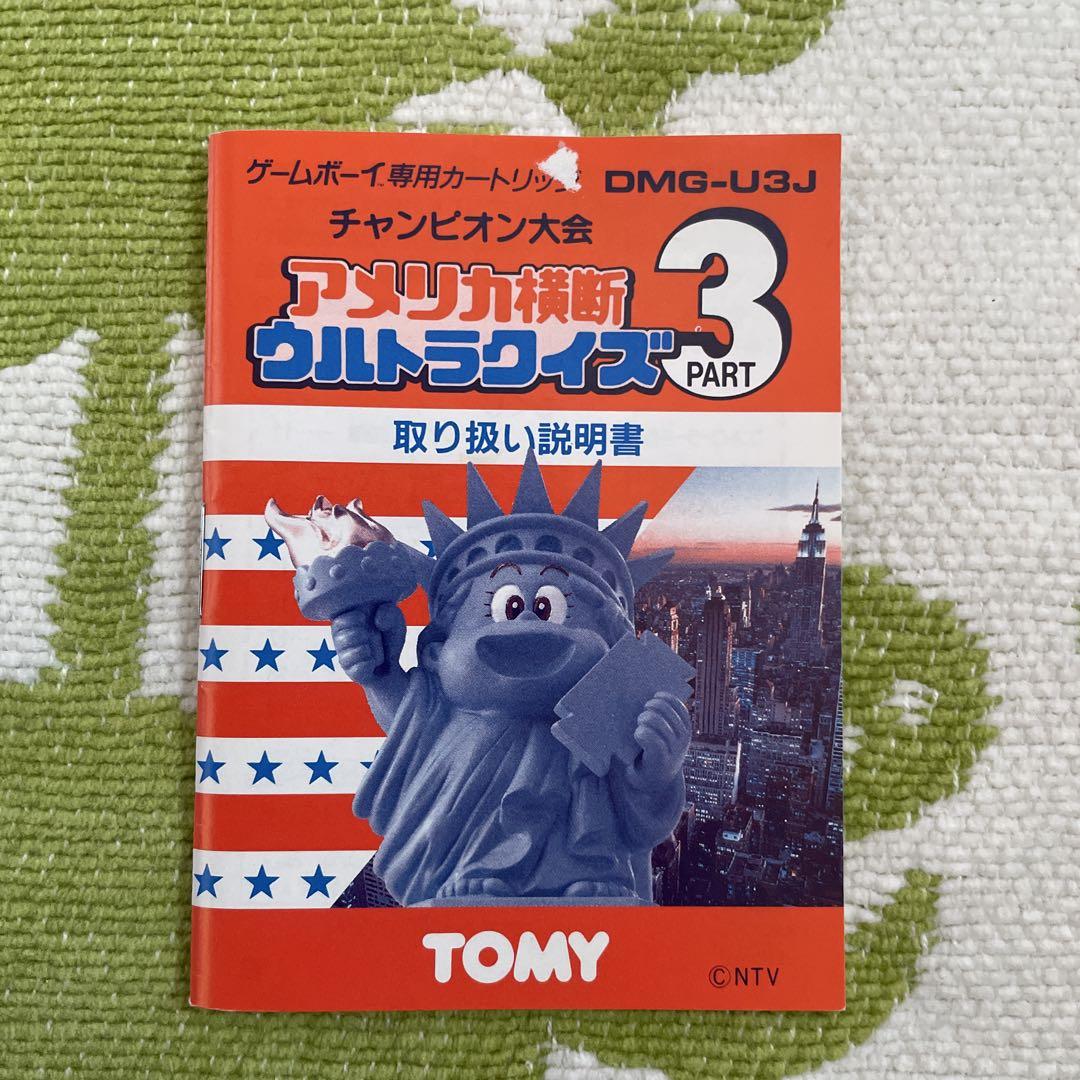 ゲームボーイ™専用カートリッジ DMG-U3J
チャンピオン大会
アメリカ横断
ウルトラクイズ
3
PART
取り扱い説明書
TOMY
©NTV